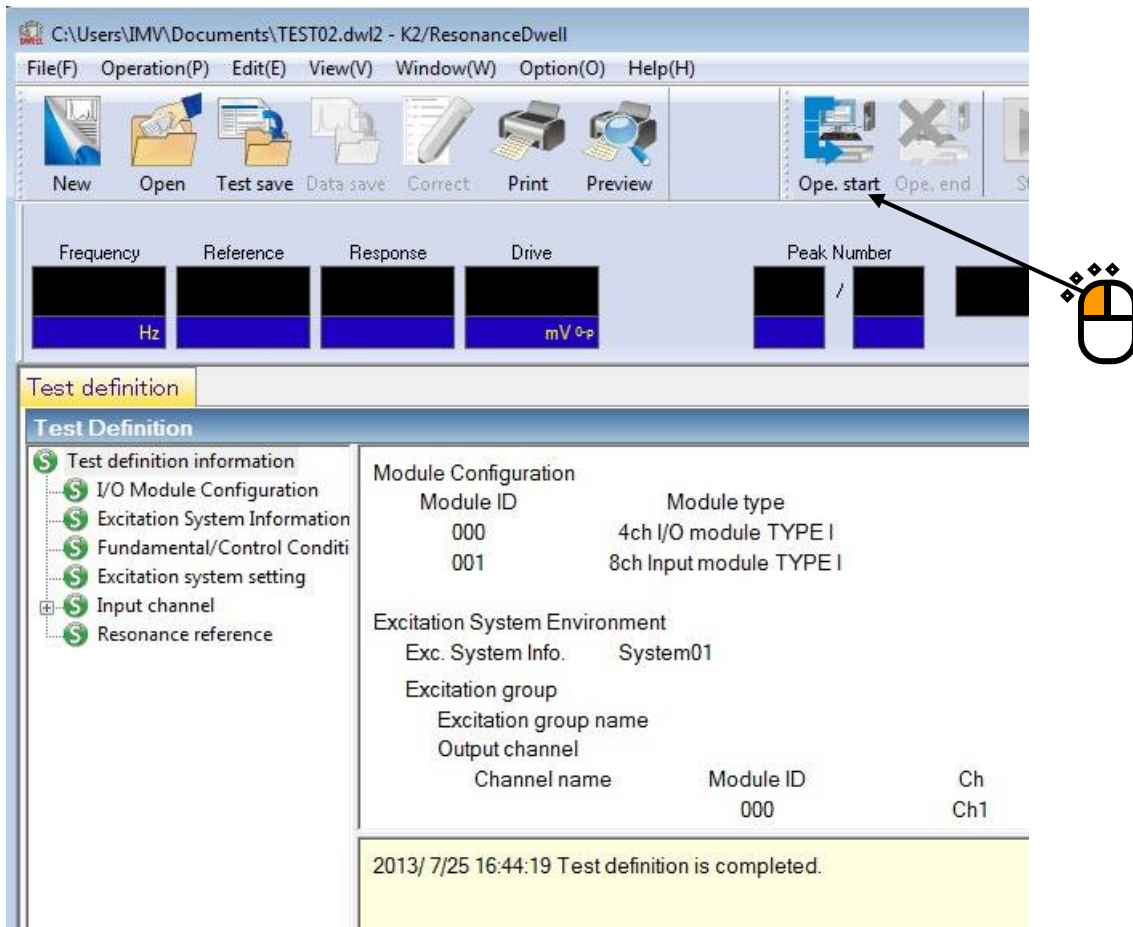 C:\Users\IMV\Documents\TEST02.dwl2 - K2/ResonanceDwell
File(F) Operation(P) Edit(E) View(V) Window(W) Option(O) Help(H)
New Open Test save Data save Correct Print Preview Ope. start Ope. end
Frequency Reference Response Drive Peak Number
/
Hz mV 0-p
Test definition
Test Definition
Test definition information
I/O Module Configuration
Excitation System Information
Fundamental/Control Conditi
Excitation system setting
Input channel
Resonance reference
Module Configuration
Module ID Module type
000 4ch I/O module TYPE I
001 8ch Input module TYPE I
Excitation System Environment
Exc. System Info. System01
Excitation group
Excitation group name
Output channel
Channel name Module ID Ch
000 Ch1
2013/ 7/25 16:44:19 Test definition is completed.